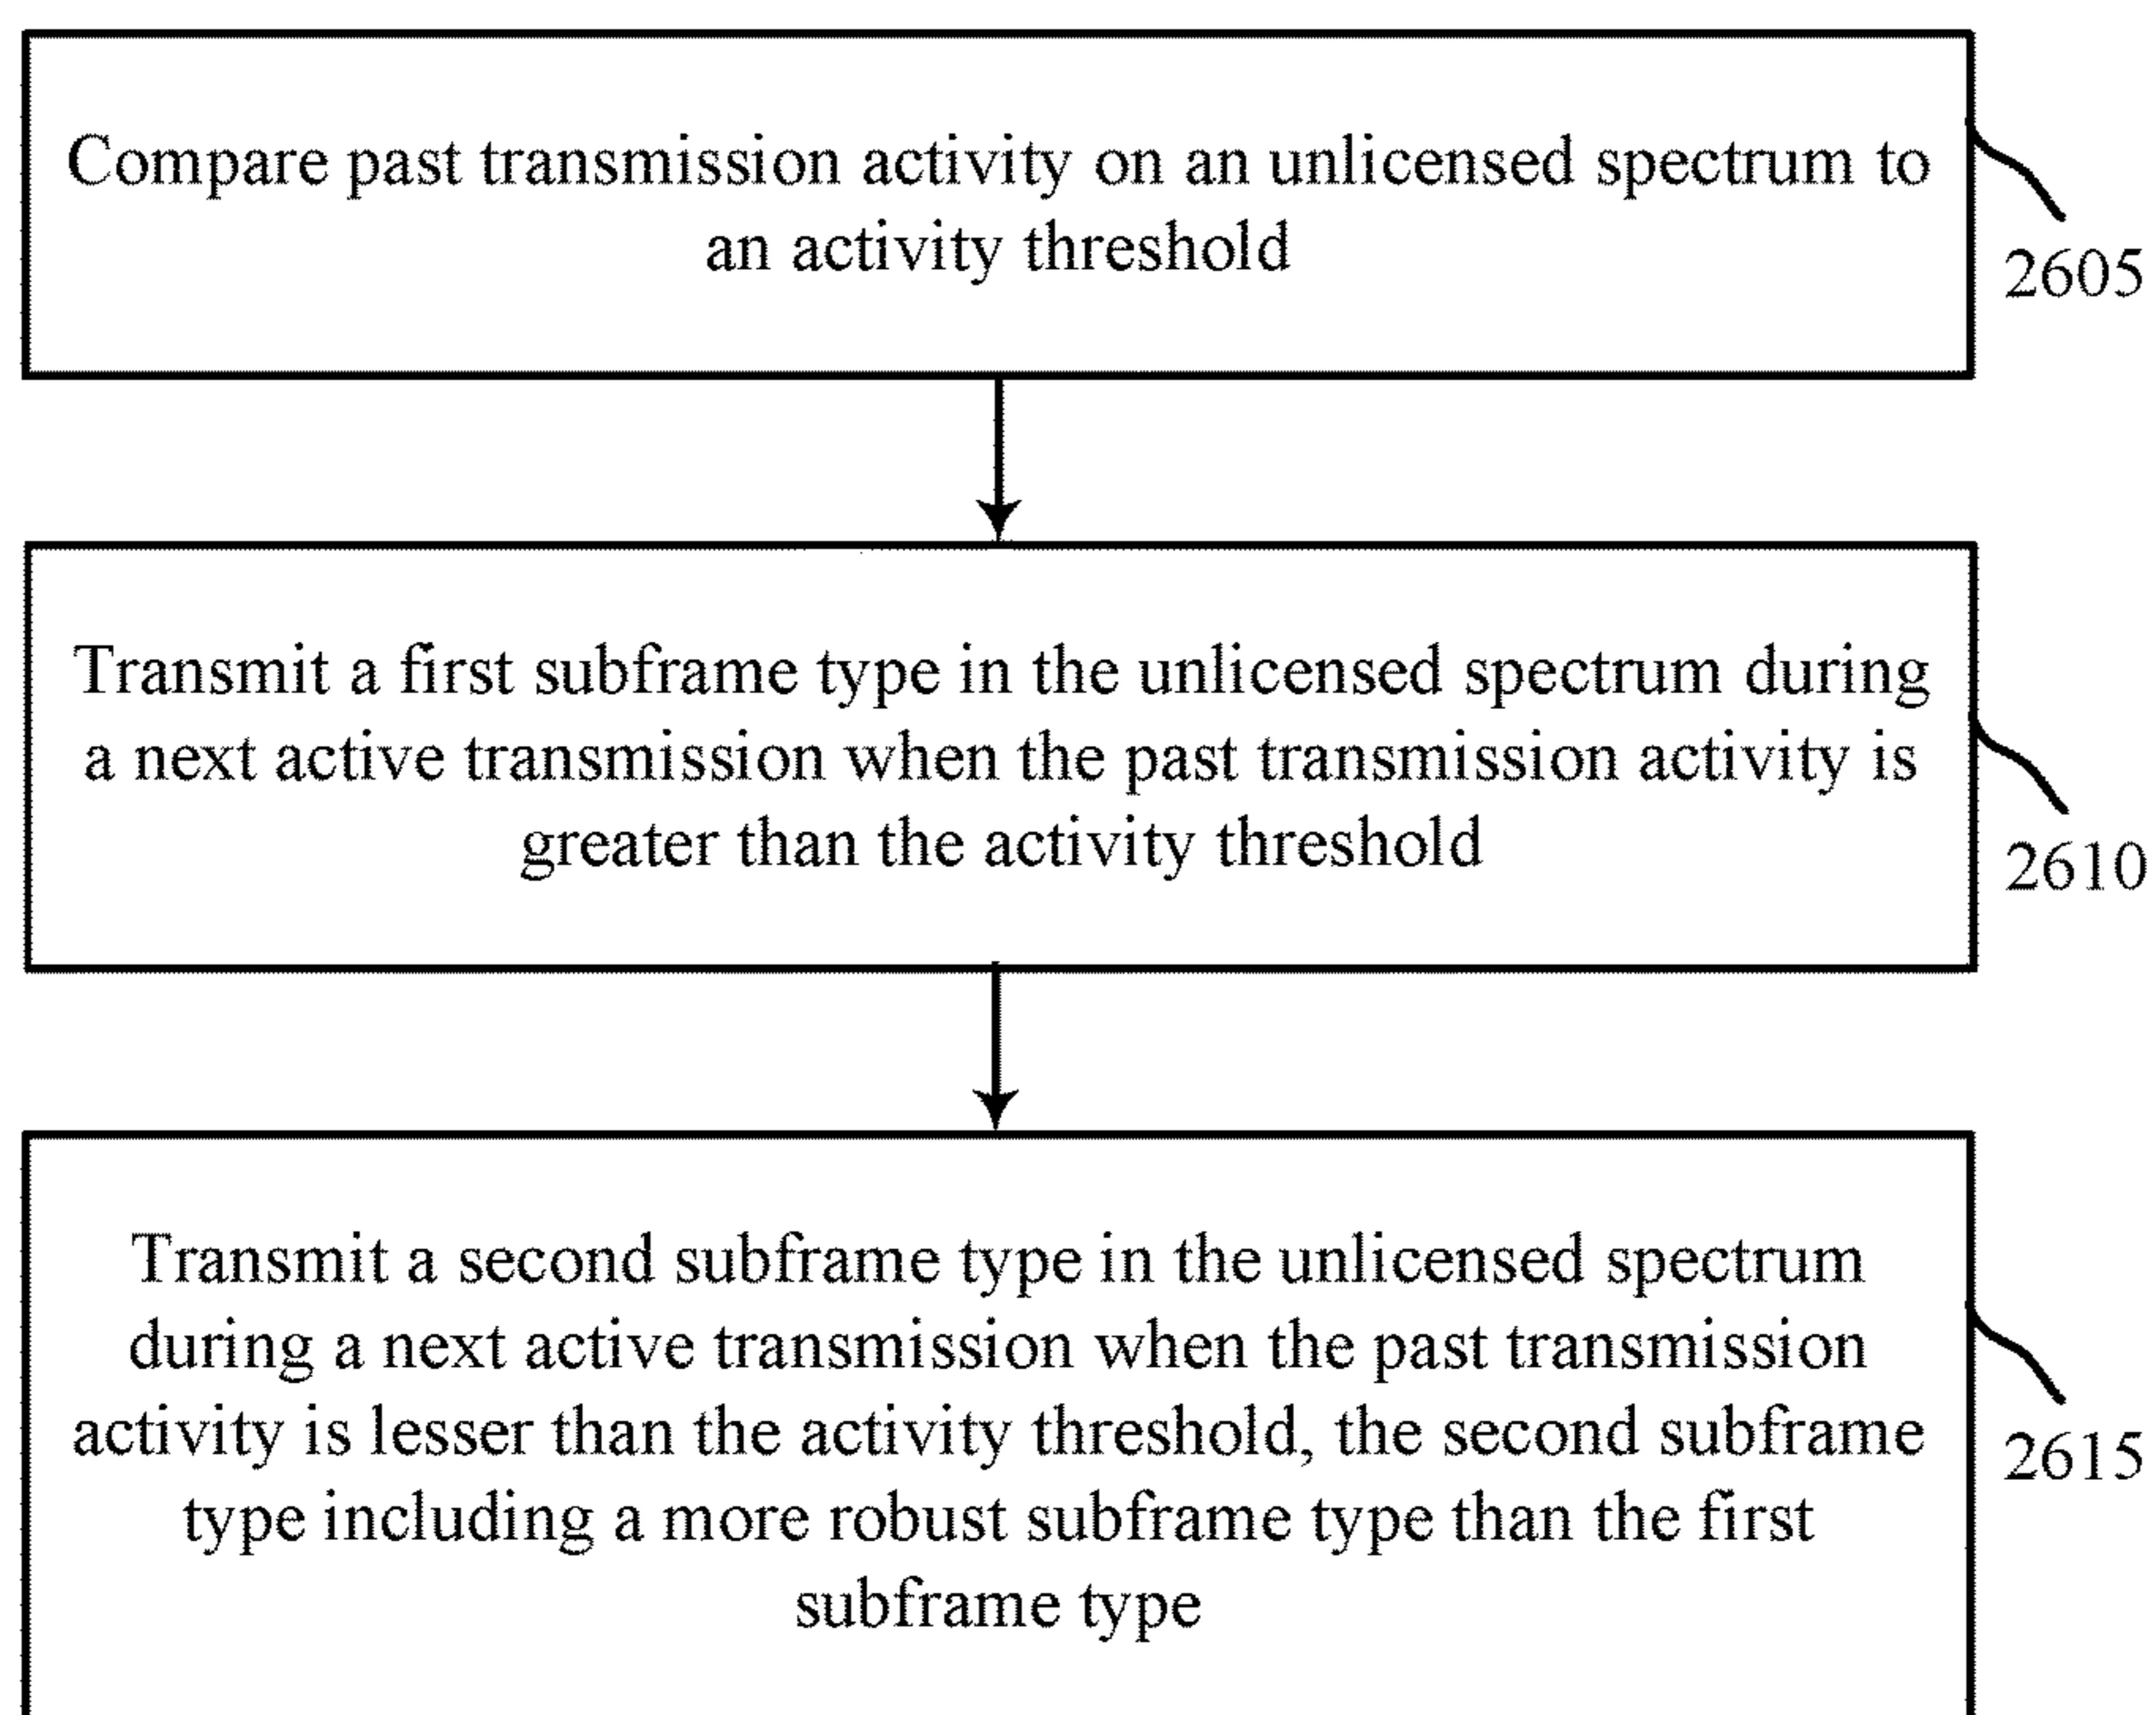 Compare past transmission activity on an unlicensed spectrum to
an activity threshold
2605
Transmit a first subframe type in the unlicensed spectrum during
a next active transmission when the past transmission activity is
greater than the activity threshold
2610
Transmit a second subframe type in the unlicensed spectrum
during a next active transmission when the past transmission
activity is lesser than the activity threshold, the second subframe
type including a more robust subframe type than the first
subframe type
2615